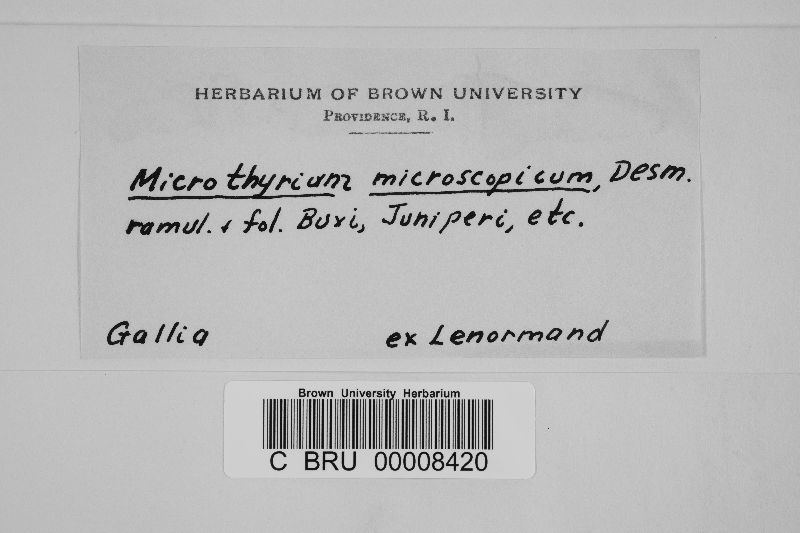 HERBARIUM OF BROWN UNIVERSITY
PROVIDENCE, R. I.
Microthyrium microscopicum, Desm.
ramul. & fol. Buxi, Juniperi, etc.
Gallia ex Lenormand
Brown University Herbarium
C BRU 00008420